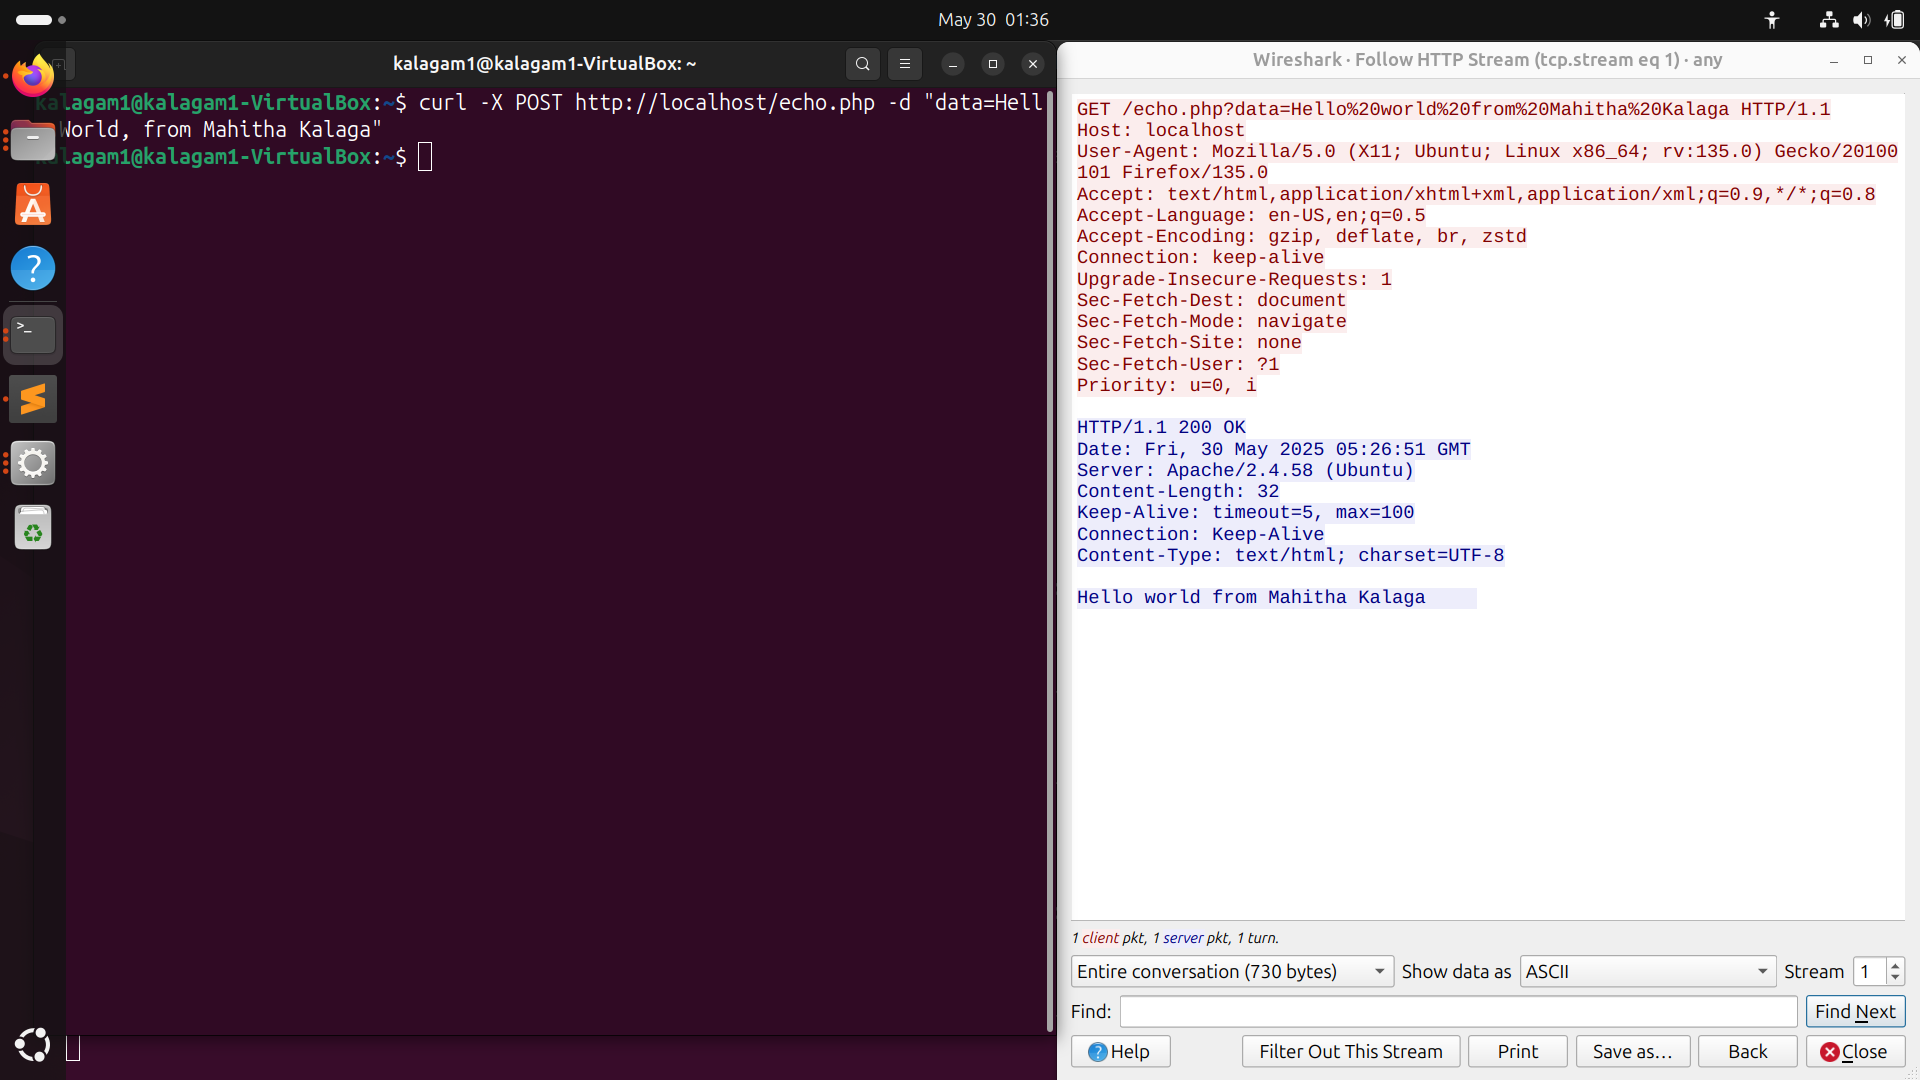 May 30 01:36
kalagam1@kalagam1-VirtualBox: ~
kalagam1@kalagam1-VirtualBox:~$ curl -X POST http://localhost/echo.php -d "data=Hell
World, from Mahitha Kalaga"
kalagam1@kalagam1-VirtualBox:~$
Wireshark · Follow HTTP Stream (tcp.stream eq 1) · any
GET /echo.php?data=Hello%20world%20from%20Mahitha%20Kalaga HTTP/1.1
Host: localhost
User-Agent: Mozilla/5.0 (X11; Ubuntu; Linux x86_64; rv:135.0) Gecko/20100
101 Firefox/135.0
Accept: text/html,application/xhtml+xml,application/xml;q=0.9,*/*;q=0.8
Accept-Language: en-US,en;q=0.5
Accept-Encoding: gzip, deflate, br, zstd
Connection: keep-alive
Upgrade-Insecure-Requests: 1
Sec-Fetch-Dest: document
Sec-Fetch-Mode: navigate
Sec-Fetch-Site: none
Sec-Fetch-User: ?1
Priority: u=0, i
HTTP/1.1 200 OK
Date: Fri, 30 May 2025 05:26:51 GMT
Server: Apache/2.4.58 (Ubuntu)
Content-Length: 32
Keep-Alive: timeout=5, max=100
Connection: Keep-Alive
Content-Type: text/html; charset=UTF-8
Hello world from Mahitha Kalaga
1 client pkt, 1 server pkt, 1 turn.
Entire conversation (730 bytes) Show data as ASCII Stream 1
Find: Find Next
Help Filter Out This Stream Print Save as… Back Close